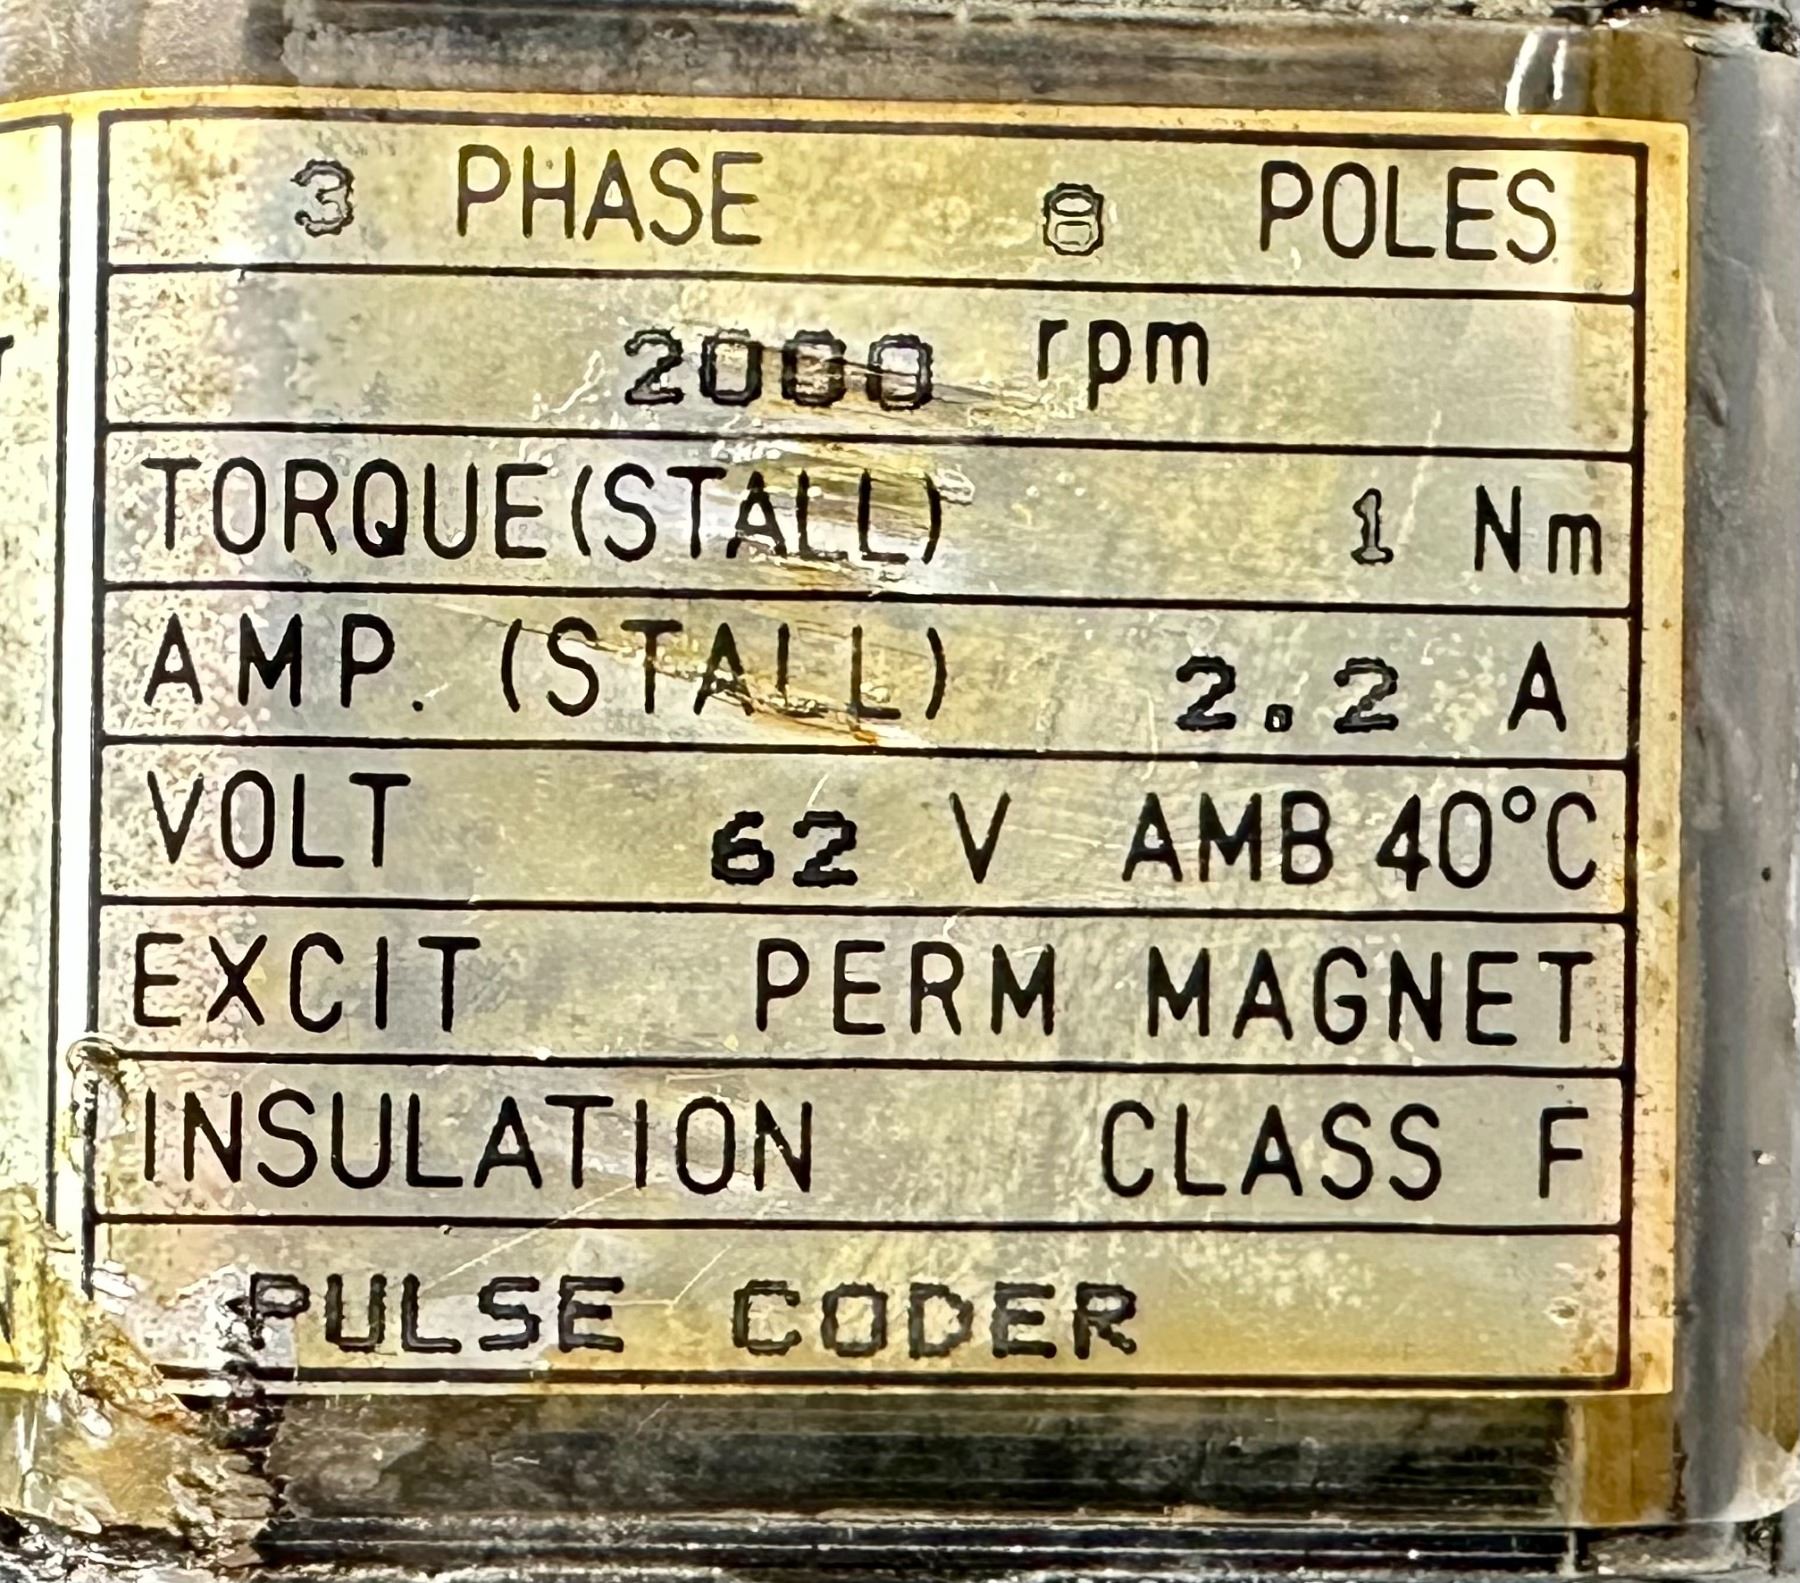 3 PHASE 8 POLES
2000 rpm
TORQUE(STALL) 1 Nm
AMP. (STALL) 2.2 A
VOLT 62 V AMB 40°C
EXCIT PERM MAGNET
INSULATION CLASS F
PULSE CODER